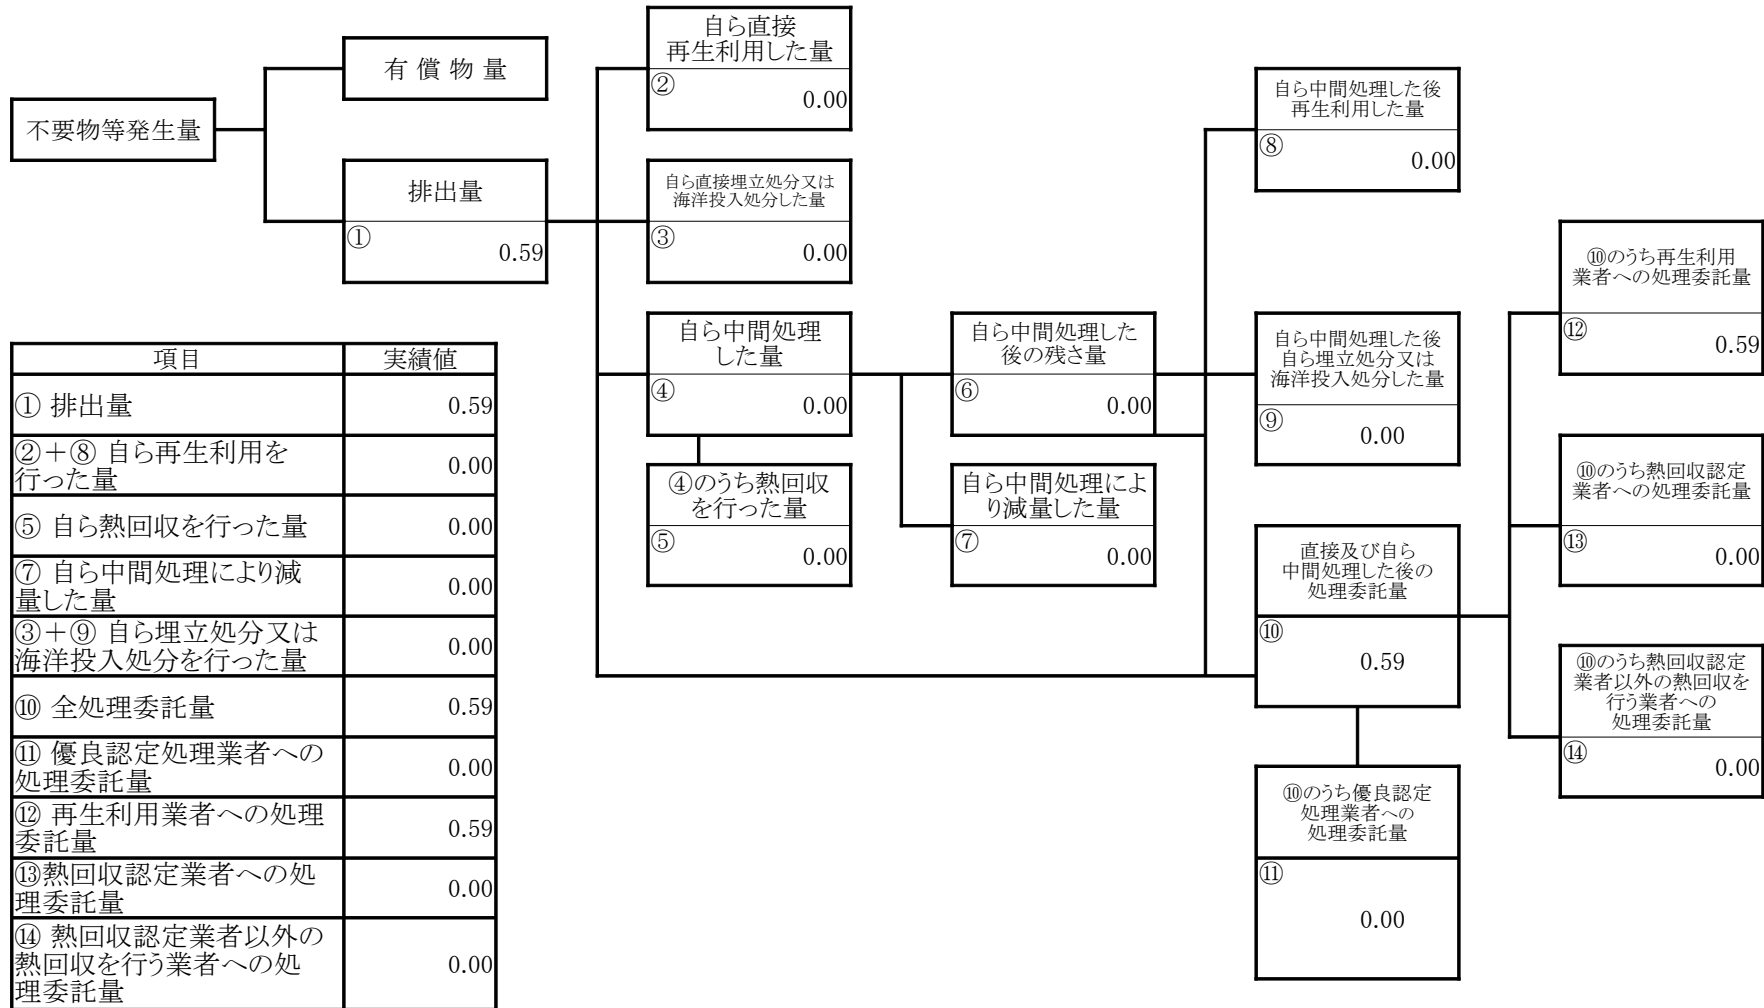 不要物等発生量
有償物量
排出量
①
0.59
自ら直接
再生利用した量
②
0.00
自ら直接埋立処分又は
海洋投入処分した量
③
0.00
自ら中間処理
した量
④
0.00
④のうち熱回収
を行った量
⑤
0.00
自ら中間処理した
後の残さ量
⑥
0.00
自ら中間処理によ
り減量した量
⑦
0.00
自ら中間処理した後
再生利用した量
⑧
0.00
自ら中間処理した後
自ら埋立処分又は
海洋投入処分した量
⑨
0.00
直接及び自ら
中間処理した後の
処理委託量
⑩
0.59
⑩のうち優良認定
処理業者への
処理委託量
⑪
0.00
⑩のうち再生利用
業者への処理委託量
⑫
0.59
⑩のうち熱回収認定
業者への処理委託量
⑬
0.00
⑩のうち熱回収認定
業者以外の熱回収を
行う業者への
処理委託量
⑭
0.00
項目 実績値
① 排出量 0.59
②＋⑧ 自ら再生利用を
行った量 0.00
⑤ 自ら熱回収を行った量 0.00
⑦ 自ら中間処理により減
量した量 0.00
③＋⑨ 自ら埋立処分又は
海洋投入処分を行った量 0.00
⑩ 全処理委託量 0.59
⑪ 優良認定処理業者への
処理委託量 0.00
⑫ 再生利用業者への処理
委託量 0.59
⑬熱回収認定業者への処
理委託量 0.00
⑭ 熱回収認定業者以外の
熱回収を行う業者への処
理委託量 0.00